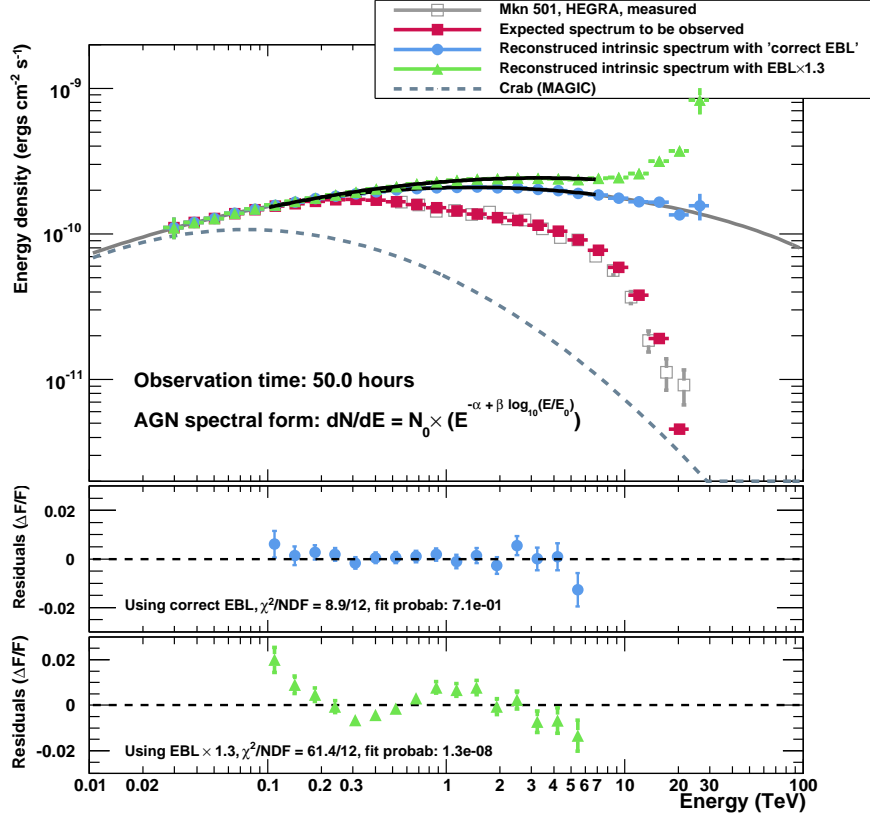 Mkn 501, HEGRA, measured
Expected spectrum to be observed
Reconstruced intrinsic spectrum with 'correct EBL'
Reconstruced intrinsic spectrum with EBL×1.3
Crab (MAGIC)
Energy density (ergs cm⁻² s⁻¹)
10⁻⁹
10⁻¹⁰
10⁻¹¹
Observation time: 50.0 hours
AGN spectral form: dN/dE = N₀ × (E^{-α + β log₁₀(E/E₀)})
Residuals (ΔF/F)
0.02
0
-0.02
Using correct EBL, χ²/NDF = 8.9/12, fit probab: 7.1e-01
Residuals (ΔF/F)
0.02
0
-0.02
Using EBL × 1.3, χ²/NDF = 61.4/12, fit probab: 1.3e-08
0.01 0.02 0.1 0.2 0.3 1 2 3 4 5 6 7 10 20 30 100
Energy (TeV)